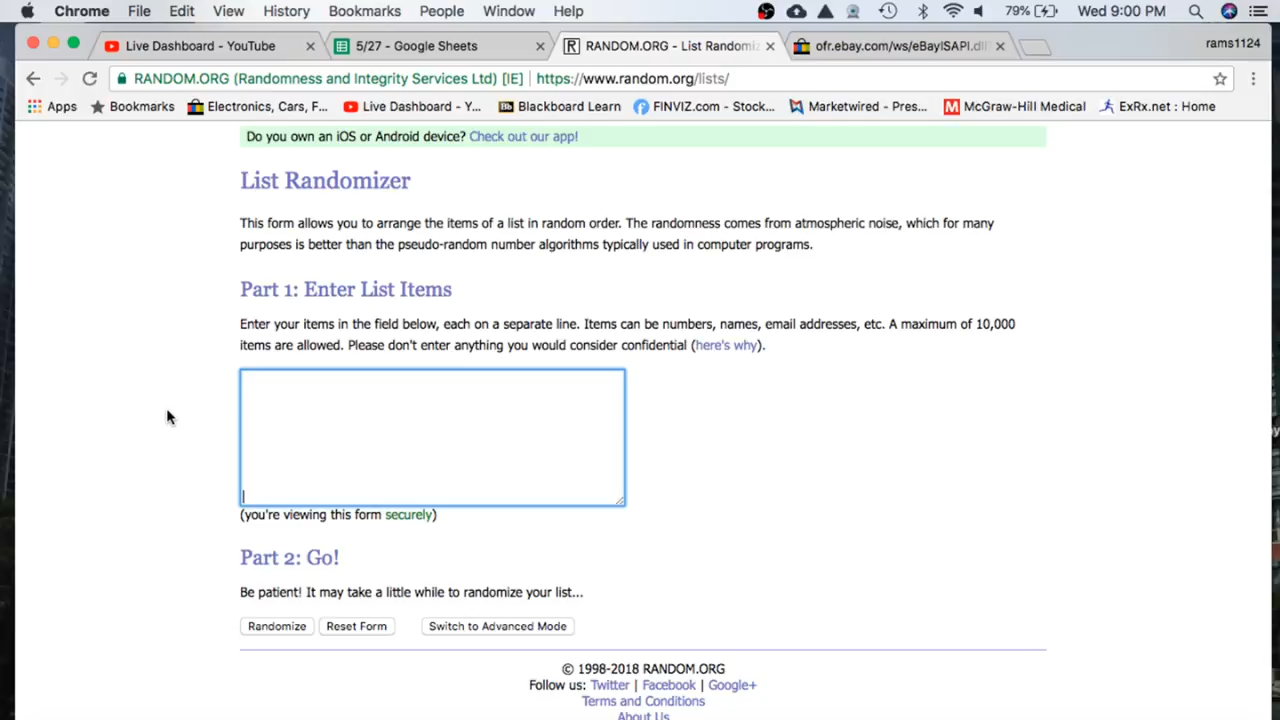 Chrome File Edit View History Bookmarks People Window Help 79% Wed 9:00 PM
Live Dashboard - YouTube 5/27 - Google Sheets RANDOM.ORG - List Randomiz ofr.ebay.com/ws/eBayISAPI.dll rams1124
RANDOM.ORG (Randomness and Integrity Services Ltd) [IE] https://www.random.org/lists/
Apps Bookmarks Electronics, Cars, F... Live Dashboard - Y... Blackboard Learn FINVIZ.com - Stock... Marketwired - Pres... McGraw-Hill Medical ExRx.net : Home
Do you own an iOS or Android device? Check out our app!
List Randomizer
This form allows you to arrange the items of a list in random order. The randomness comes from atmospheric noise, which for many
purposes is better than the pseudo-random number algorithms typically used in computer programs.
Part 1: Enter List Items
Enter your items in the field below, each on a separate line. Items can be numbers, names, email addresses, etc. A maximum of 10,000
items are allowed. Please don't enter anything you would consider confidential (here's why).
(you're viewing this form securely)
Part 2: Go!
Be patient! It may take a little while to randomize your list...
Randomize Reset Form Switch to Advanced Mode
© 1998-2018 RANDOM.ORG
Follow us: Twitter | Facebook | Google+
Terms and Conditions
About Us